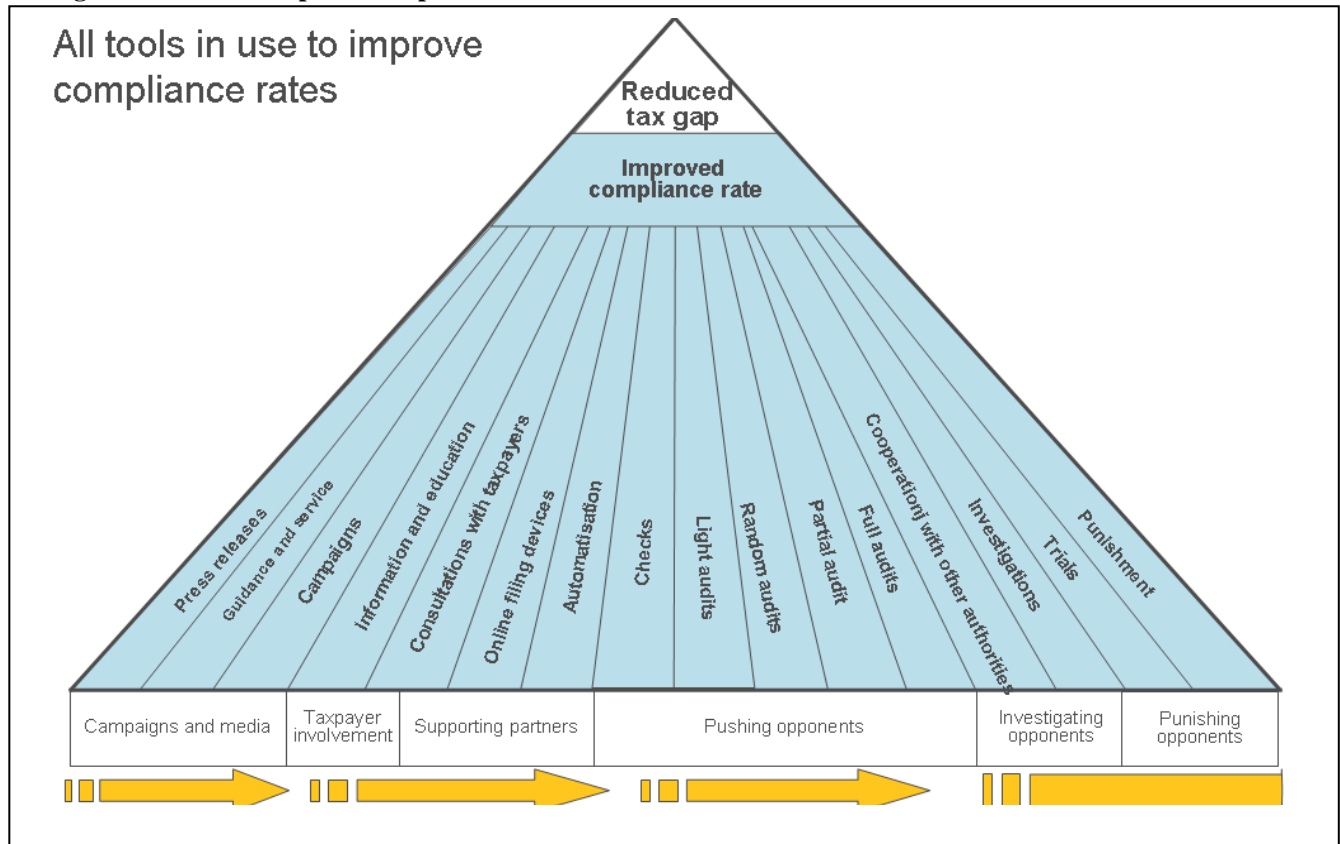 All tools in use to improve
compliance rates
Reduced
tax gap
Improved
compliance rate
Press releases
Guidance and service
Campaigns
Information and education
Consultations with taxpayers
Online filing devices
Automatisation
Checks
Light audits
Random audits
Partial audit
Full audits
Cooperationj with other authorities
Investigations
Trials
Punishment
Campaigns and media
Taxpayer
involvement
Supporting partners
Pushing opponents
Investigating
opponents
Punishing
opponents